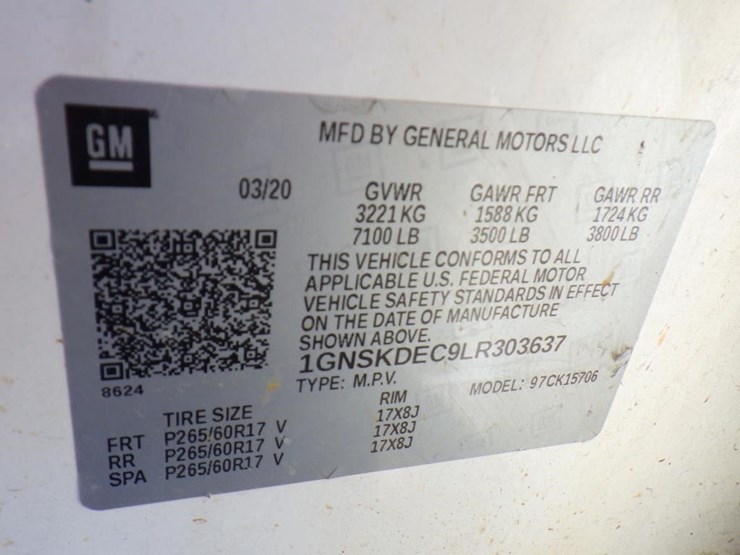 GM
MFD BY GENERAL MOTORS LLC
03/20 GVWR GAWR FRT GAWR RR
3221 KG 1588 KG 1724 KG
7100 LB 3500 LB 3800 LB
THIS VEHICLE CONFORMS TO ALL
APPLICABLE U.S. FEDERAL MOTOR
VEHICLE SAFETY STANDARDS IN EFFECT
ON THE DATE OF MANUFACTURE
SHOWN ABOVE.
1GNSKDEC9LR303637
8624
TYPE: M.P.V. MODEL: 97CK15706
TIRE SIZE RIM
FRT P265/60R17 V 17X8J
RR P265/60R17 V 17X8J
SPA P265/60R17 V 17X8J